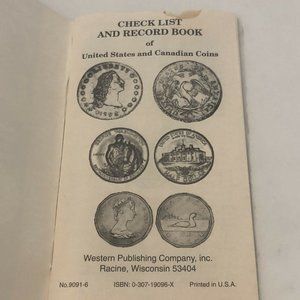 CHECK LIST
AND RECORD BOOK
of
United States and Canadian Coins
Western Publishing Company, inc.
Racine, Wisconsin 53404
No.9091-6 ISBN: 0-307-19096-X Printed in U.S.A.